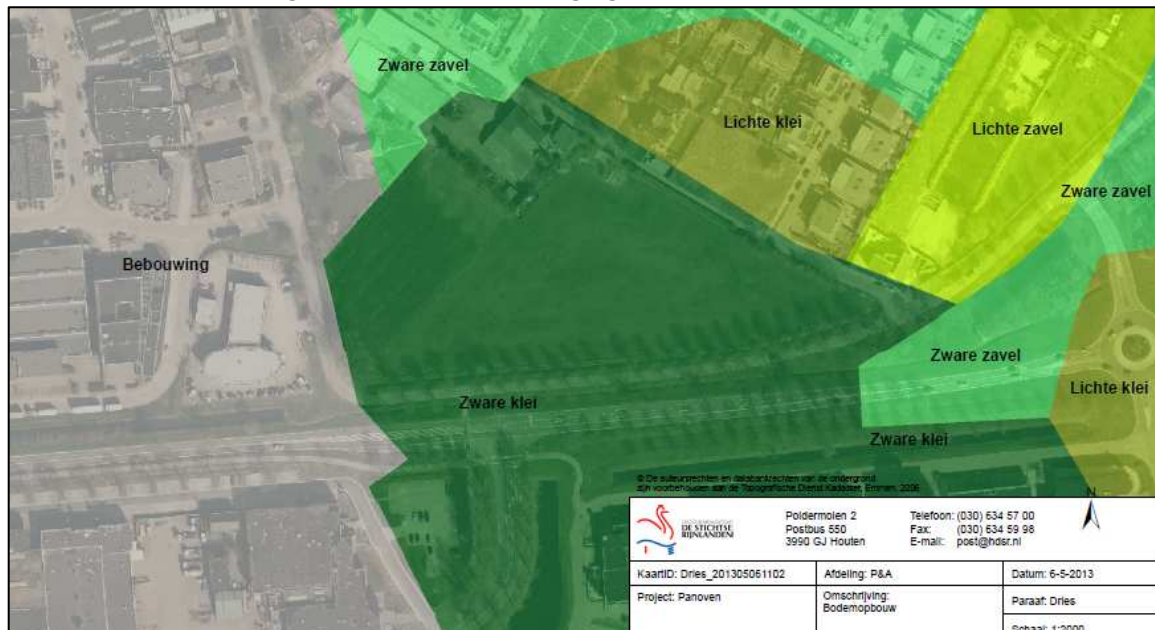 Zware zavel
Lichte klei
Lichte zavel
Zware zavel
Bebouwing
Zware zavel
Lichte klei
Zware klei
Zware klei
© De auteursrechten en databankrechten van de ondergrond
zijn voorbehouden aan de Topografische Dienst Kadaster, Emmen, 2006
DE STICHTSE
RIJNLANDEN
Poldermolen 2
Postbus 550
3990 GJ Houten
Telefoon: (030) 634 57 00
Fax: (030) 634 59 98
E-mail: post@hdsr.nl
N
KaartID: Dries_201305061102
Afdeling: P&A
Datum: 6-5-2013
Project: Panoven
Omschrijving:
Bodemopbouw
Paraaf: Dries
Schaal: 1:2000